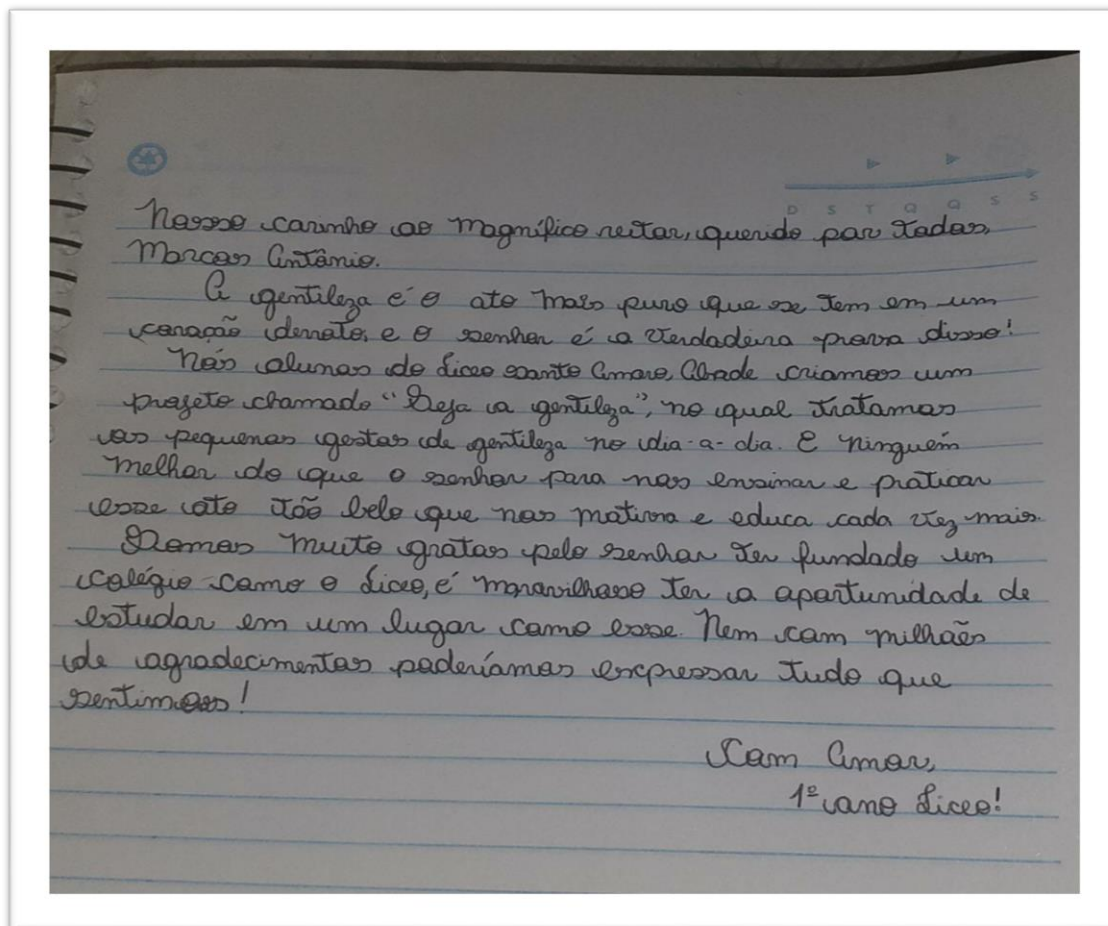 D S T Q Q S S
Nosso carinho ao Magnífico reitor, querido por todos,
Marcos Antônio.
A gentileza é o ato mais puro que se tem em um
coração devoto, e o senhor é a verdadeira prova disso!
Nós alunos do Liceo Santo Amaro, Abade criamos um
projeto chamado "Seja a gentileza", no qual tratamos
os pequenos gestos de gentileza no dia-a-dia. E ninguém
melhor do que o senhor para nos ensinar e praticar
esse ato tão belo que nos motiva e educa cada vez mais.
Somos muito gratos pelo senhor ter fundado um
colégio como o Liceo, é maravilhoso ter a oportunidade de
estudar em um lugar como esse. Nem com milhões
de agradecimentos poderíamos expressar tudo que
sentimos!
Com Amor,
1º ano Liceo!